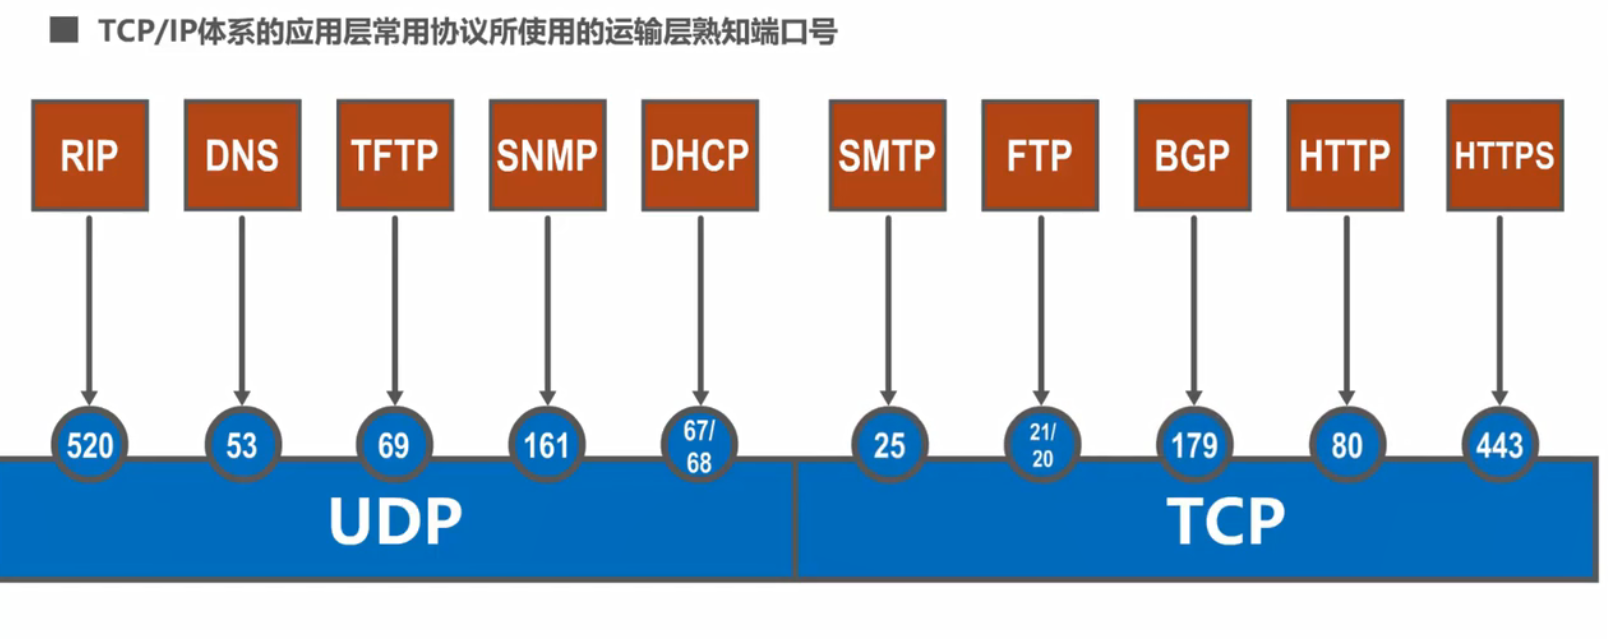 TCP/IP体系的应用层常用协议所使用的运输层熟知端口号
RIP DNS TFTP SNMP DHCP SMTP FTP BGP HTTP HTTPS
520 53 69 161 67/ 25 21/ 179 80 443
68 20
UDP TCP